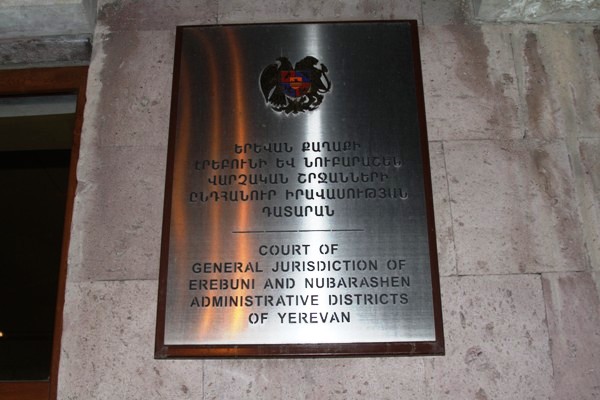 ԵՐԵՎԱՆ ՔԱՂԱՔԻ
ԷՐԵԲՈՒՆԻ ԵՎ ՆՈՒԲԱՐԱՇԵՆ
ՎԱՐՉԱԿԱՆ ՇՐՋԱՆՆԵՐԻ
ԸՆԴՀԱՆՈՒՐ ԻՐԱՎԱՍՈՒԹՅԱՆ
ԴԱՏԱՐԱՆ
COURT OF
GENERAL JURISDICTION OF
EREBUNI AND NUBARASHEN
ADMINISTRATIVE DISTRICTS
OF YEREVAN